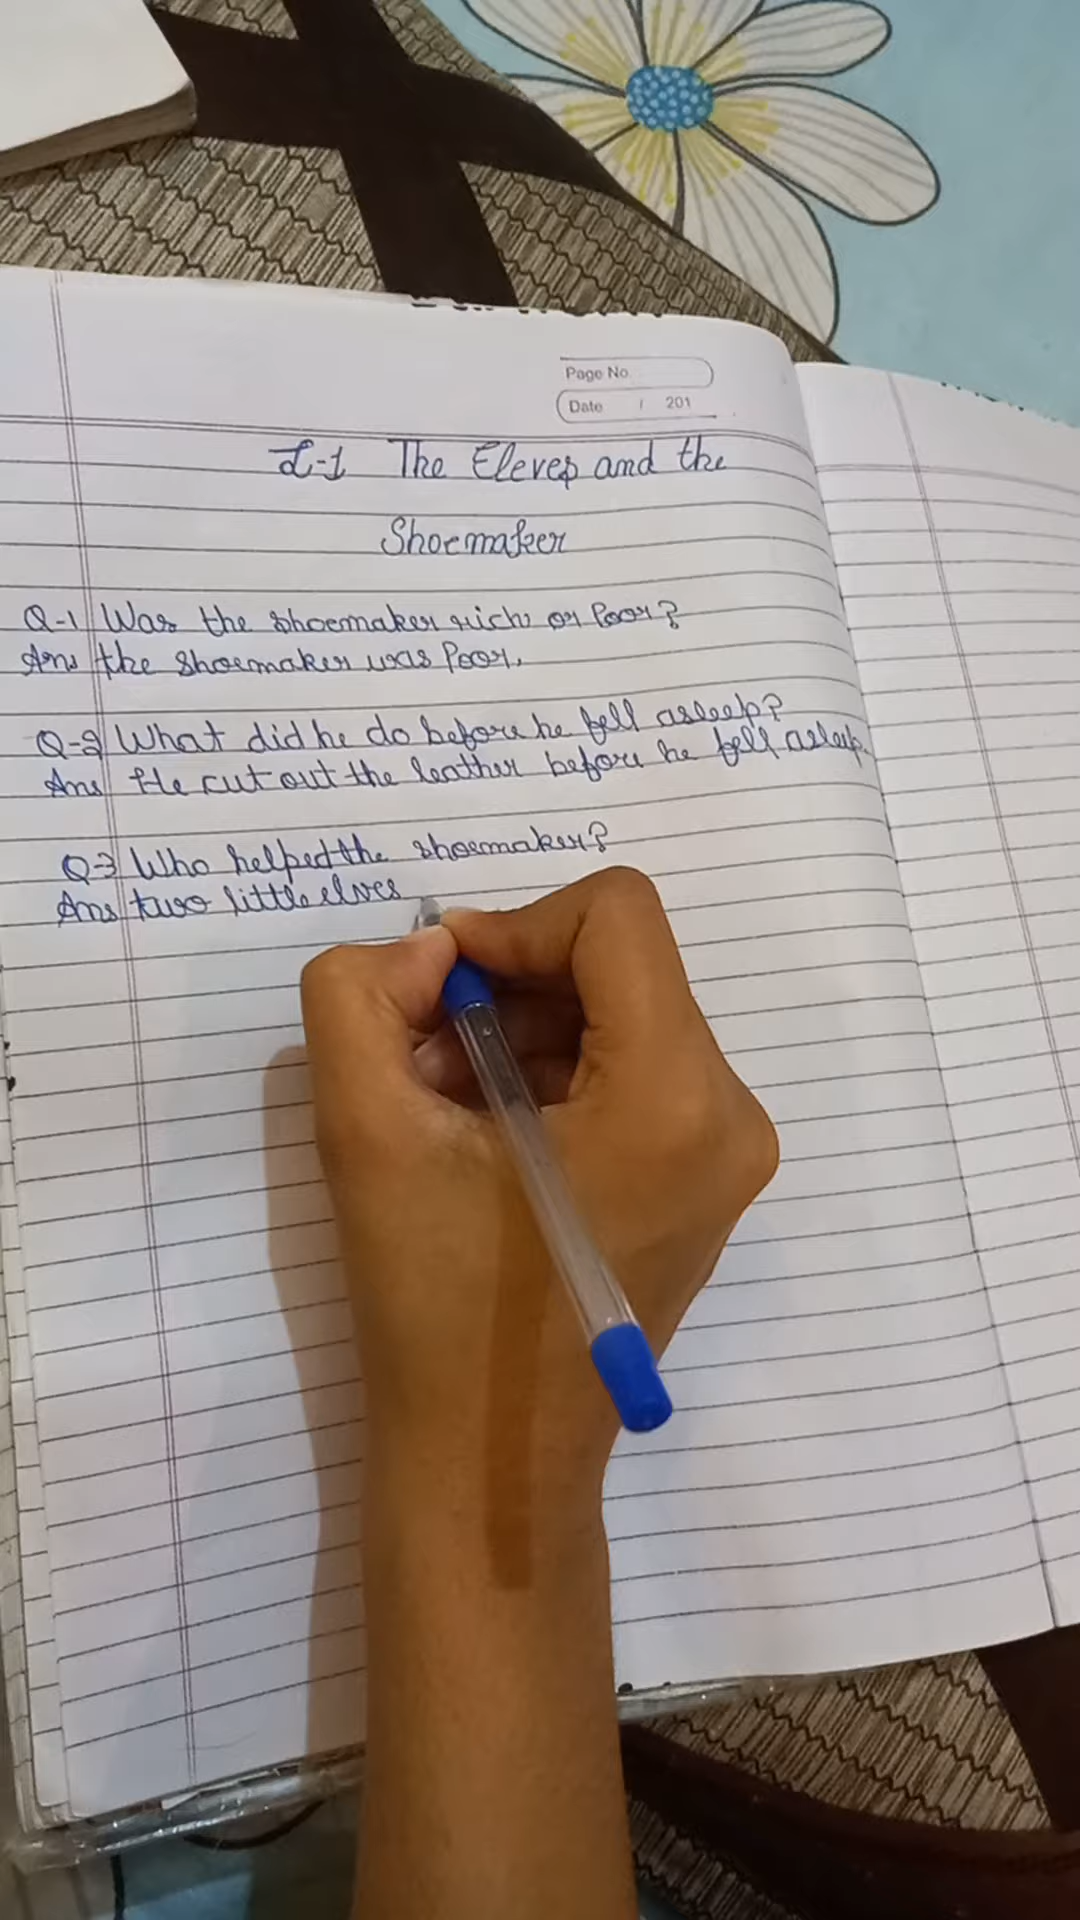 Page No.
Date / 201
L-1 The Eleves and the
Shoemaker
Q-1 Was the shoemaker rich or Poor?
Ans the shoemaker was Poor.
Q-2 What did he do before he fell asleep?
Ans He cut out the leather before he fell asleep.
Q-3 Who helped the shoemaker?
Ans two little elves